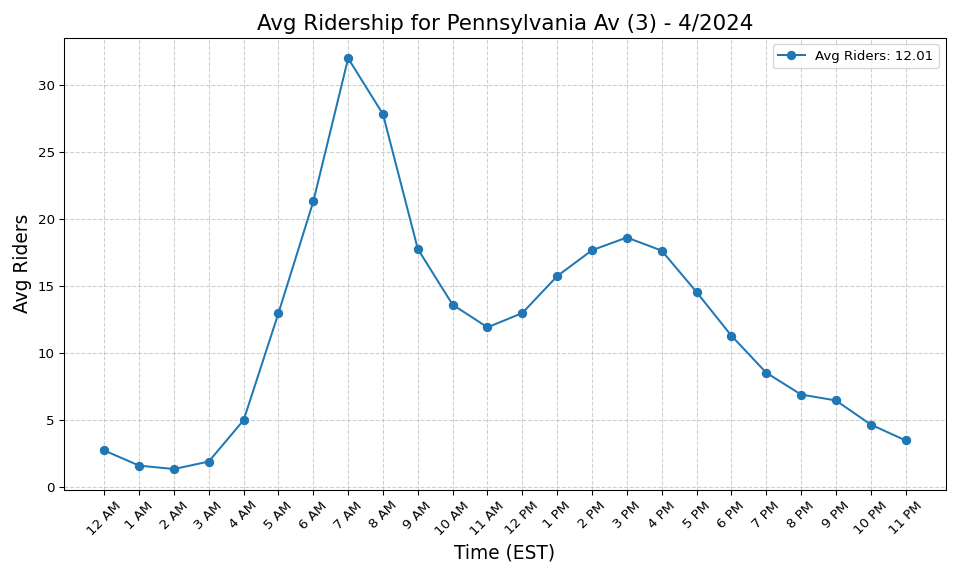 Avg Ridership for Pennsylvania Av (3) - 4/2024
Avg Riders: 12.01
Avg Riders
30
25
20
15
10
5
0
12 AM
1 AM
2 AM
3 AM
4 AM
5 AM
6 AM
7 AM
8 AM
9 AM
10 AM
11 AM
12 PM
1 PM
2 PM
3 PM
4 PM
5 PM
6 PM
7 PM
8 PM
9 PM
10 PM
11 PM
Time (EST)